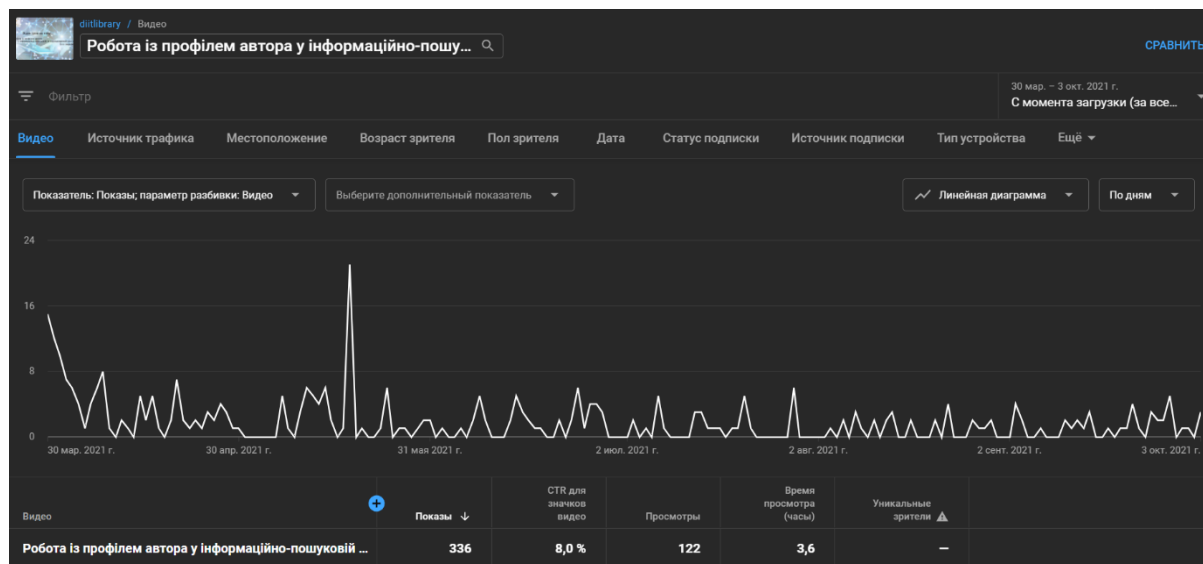 diitlibrary / Видео
Робота із профілем автора у інформаційно-пошу...
СРАВНИТЬ
Фильтр
30 мар. – 3 окт. 2021 г.
С момента загрузки (за все...
Видео Источник трафика Местоположение Возраст зрителя Пол зрителя Дата Статус подписки Источник подписки Тип устройства Ещё
Показатель: Показы; параметр разбивки: Видео
Выберите дополнительный показатель
Линейная диаграмма
По дням
24
16
8
0
30 мар. 2021 г. 30 апр. 2021 г. 31 мая 2021 г. 2 июл. 2021 г. 2 авг. 2021 г. 2 сент. 2021 г. 3 окт. 2021 г.
Видео
Показы ↓
CTR для
значков
видео
Просмотры
Время
просмотра
(часы)
Уникальные
зрители
Робота із профілем автора у інформаційно-пошуковій ... 336 8,0 % 122 3,6 –